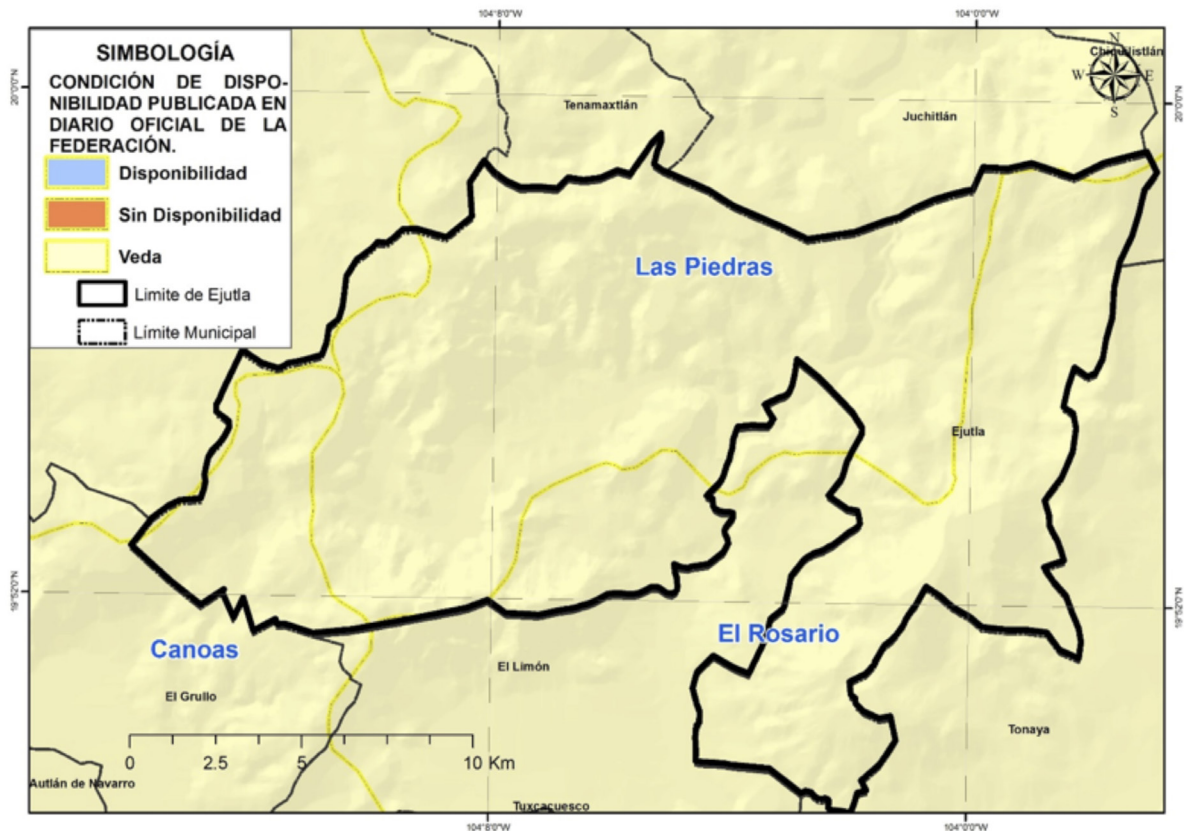 104°8'0"W
104°0'0"W
SIMBOLOGÍA
CONDICIÓN DE DISPO-
NIBILIDAD PUBLICADA EN
DIARIO OFICIAL DE LA
FEDERACIÓN.
Disponibilidad
Sin Disponibilidad
Veda
Limite de Ejutla
Límite Municipal
N
W
E
S
Chiquilistlán
20°0'0"N
20°0'0"N
Tenamaxtlán
Juchitlán
Las Piedras
Ejutla
19°52'0"N
19°52'0"N
El Rosario
Canoas
El Limón
El Grullo
Tonaya
0 2.5 5 10 Km
Autlán de Navarro
Tuxcacuesco
104°8'0"W
104°0'0"W